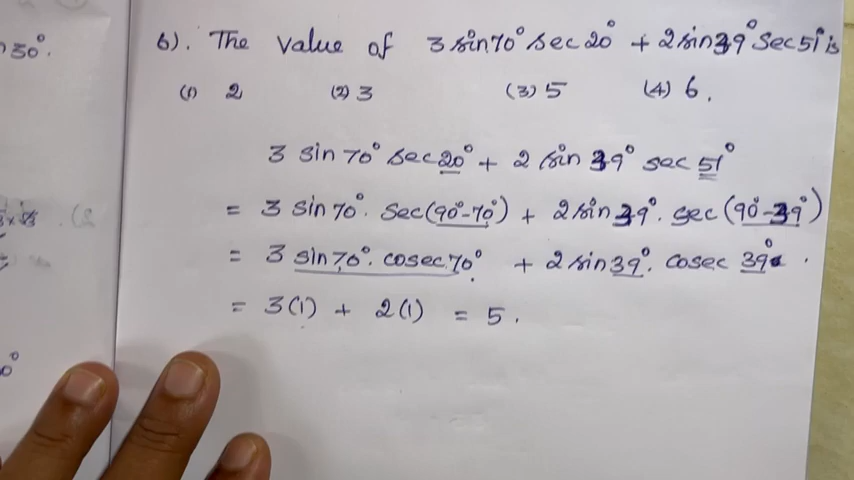 n 30°.
6). The value of 3 sin70° sec 20° + 2 sin39° Sec 51° is
(1) 2 (2) 3 (3) 5 (4) 6.
3 sin 70° sec 20° + 2 sin 39° sec 51°
= 3 sin 70°. Sec(90°-70°) + 2 sin 39°. sec (90°-39°)
= 3 sin 70°. cosec 70° + 2 sin 39°. cosec 39°.
= 3(1) + 2(1) = 5.